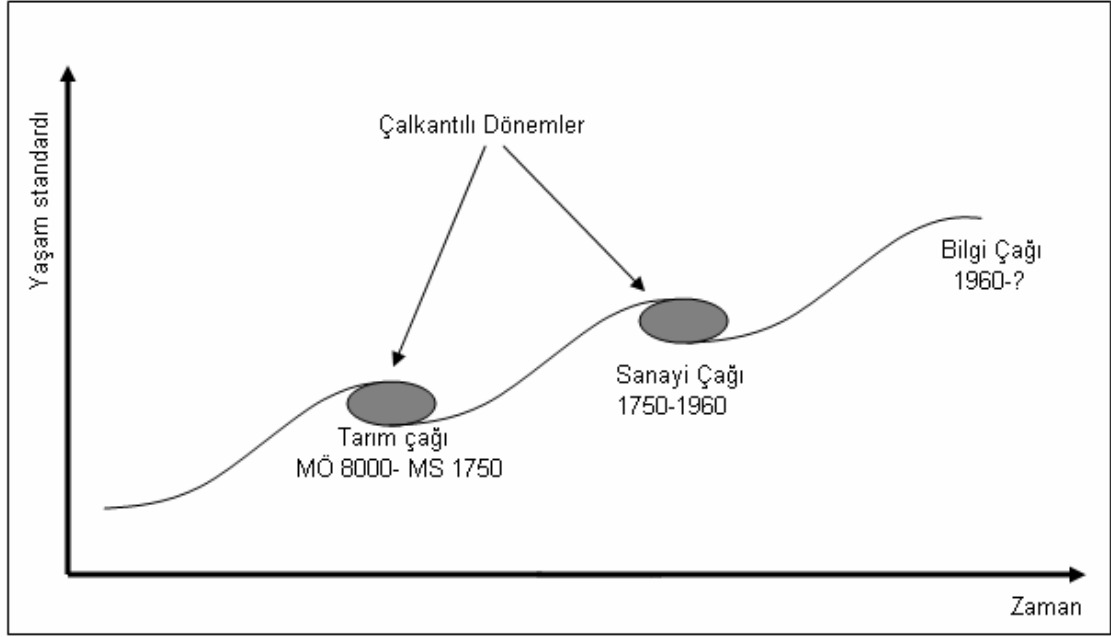 Yaşam standardı
Çalkantılı Dönemler
Bilgi Çağı
1960-?
Sanayi Çağı
1750-1960
Tarım çağı
MÖ 8000- MS 1750
Zaman